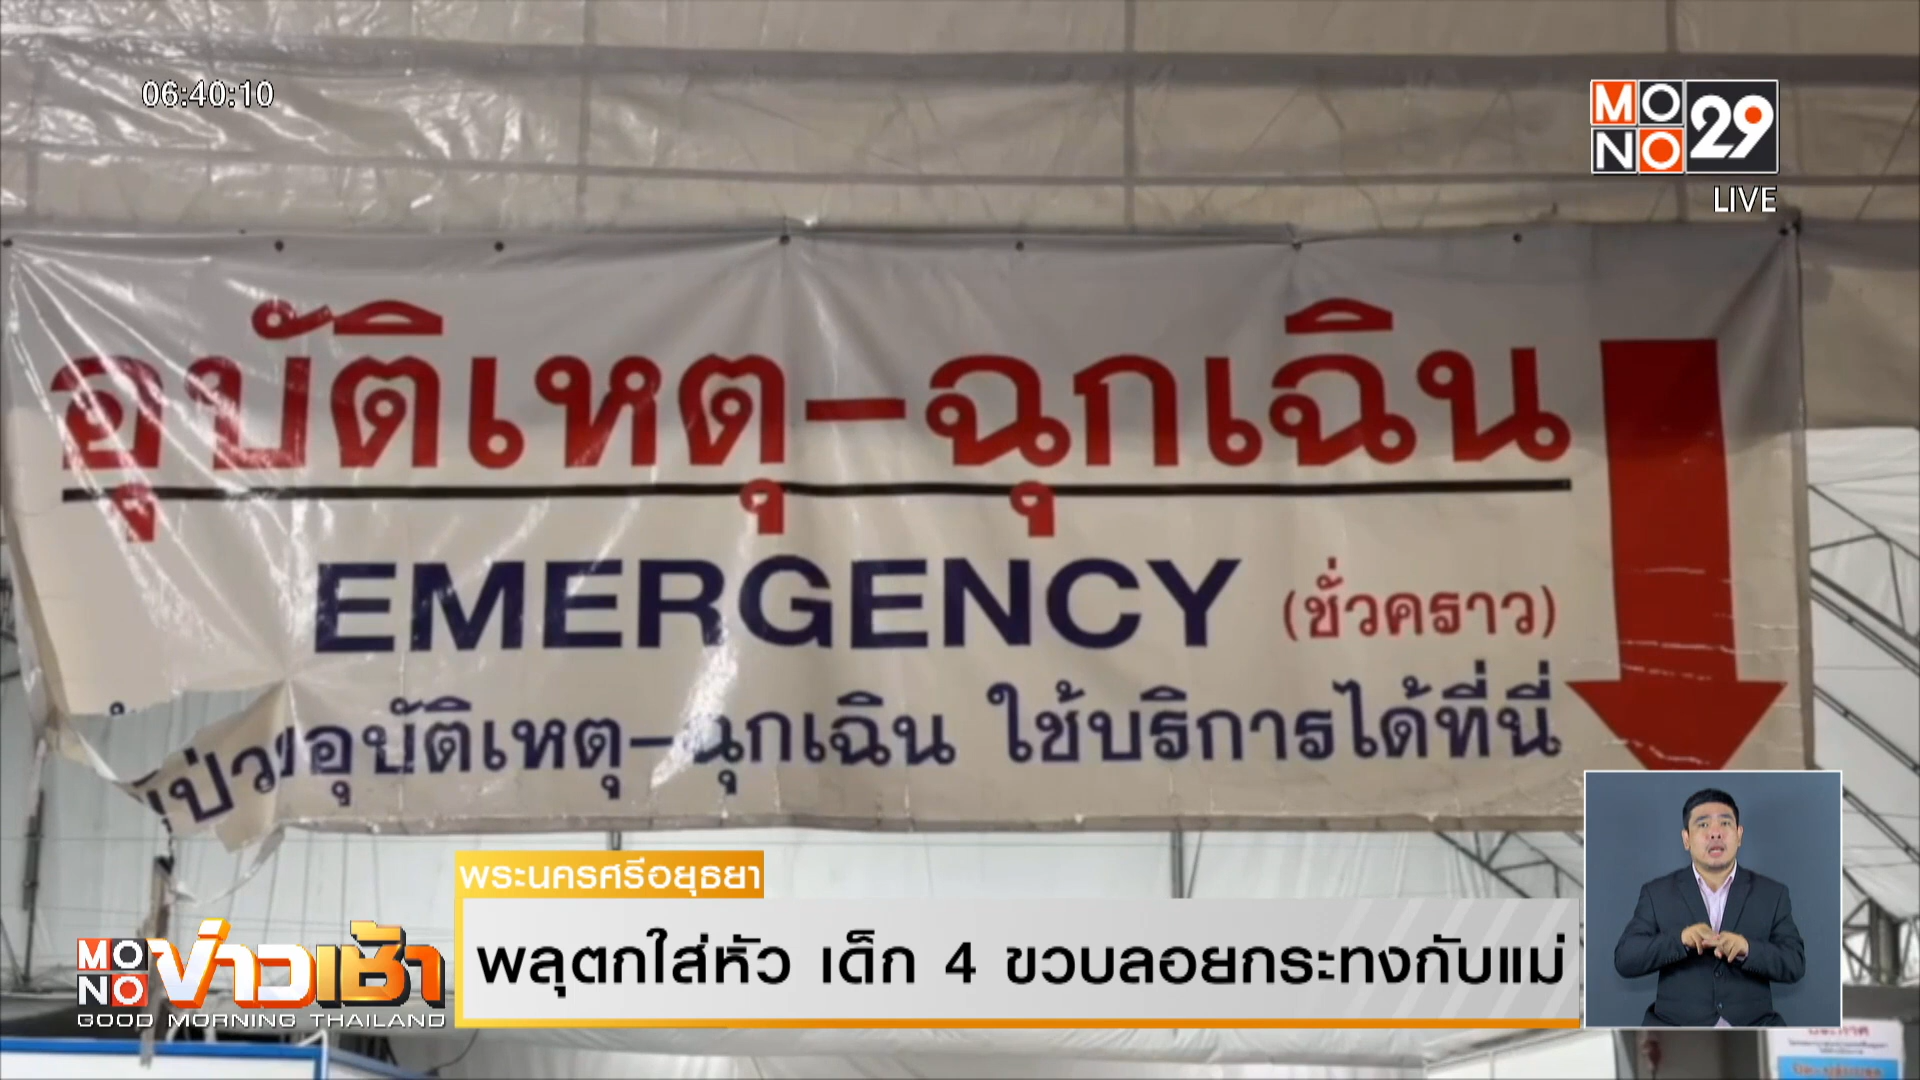 06:40:10
MONO 29
LIVE
อุบัติเหตุ-ฉุกเฉิน
EMERGENCY (ชั่วคราว)
ป่วยอุบัติเหตุ-ฉุกเฉิน ใช้บริการได้ที่นี่
พระนครศรีอยุธยา
พลุตกใส่หัว เด็ก 4 ขวบลอยกระทงกับแม่
MONO ข่าวเช้า
GOOD MORNING THAILAND